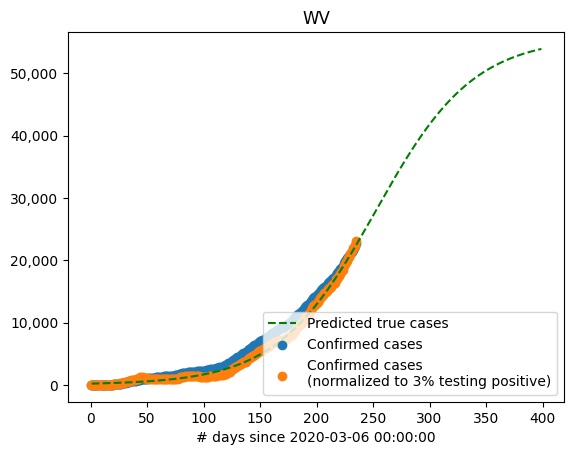 WV
50,000
40,000
30,000
20,000
10,000
0
Predicted true cases
Confirmed cases
Confirmed cases
(normalized to 3% testing positive)
0 50 100 150 200 250 300 350 400
# days since 2020-03-06 00:00:00